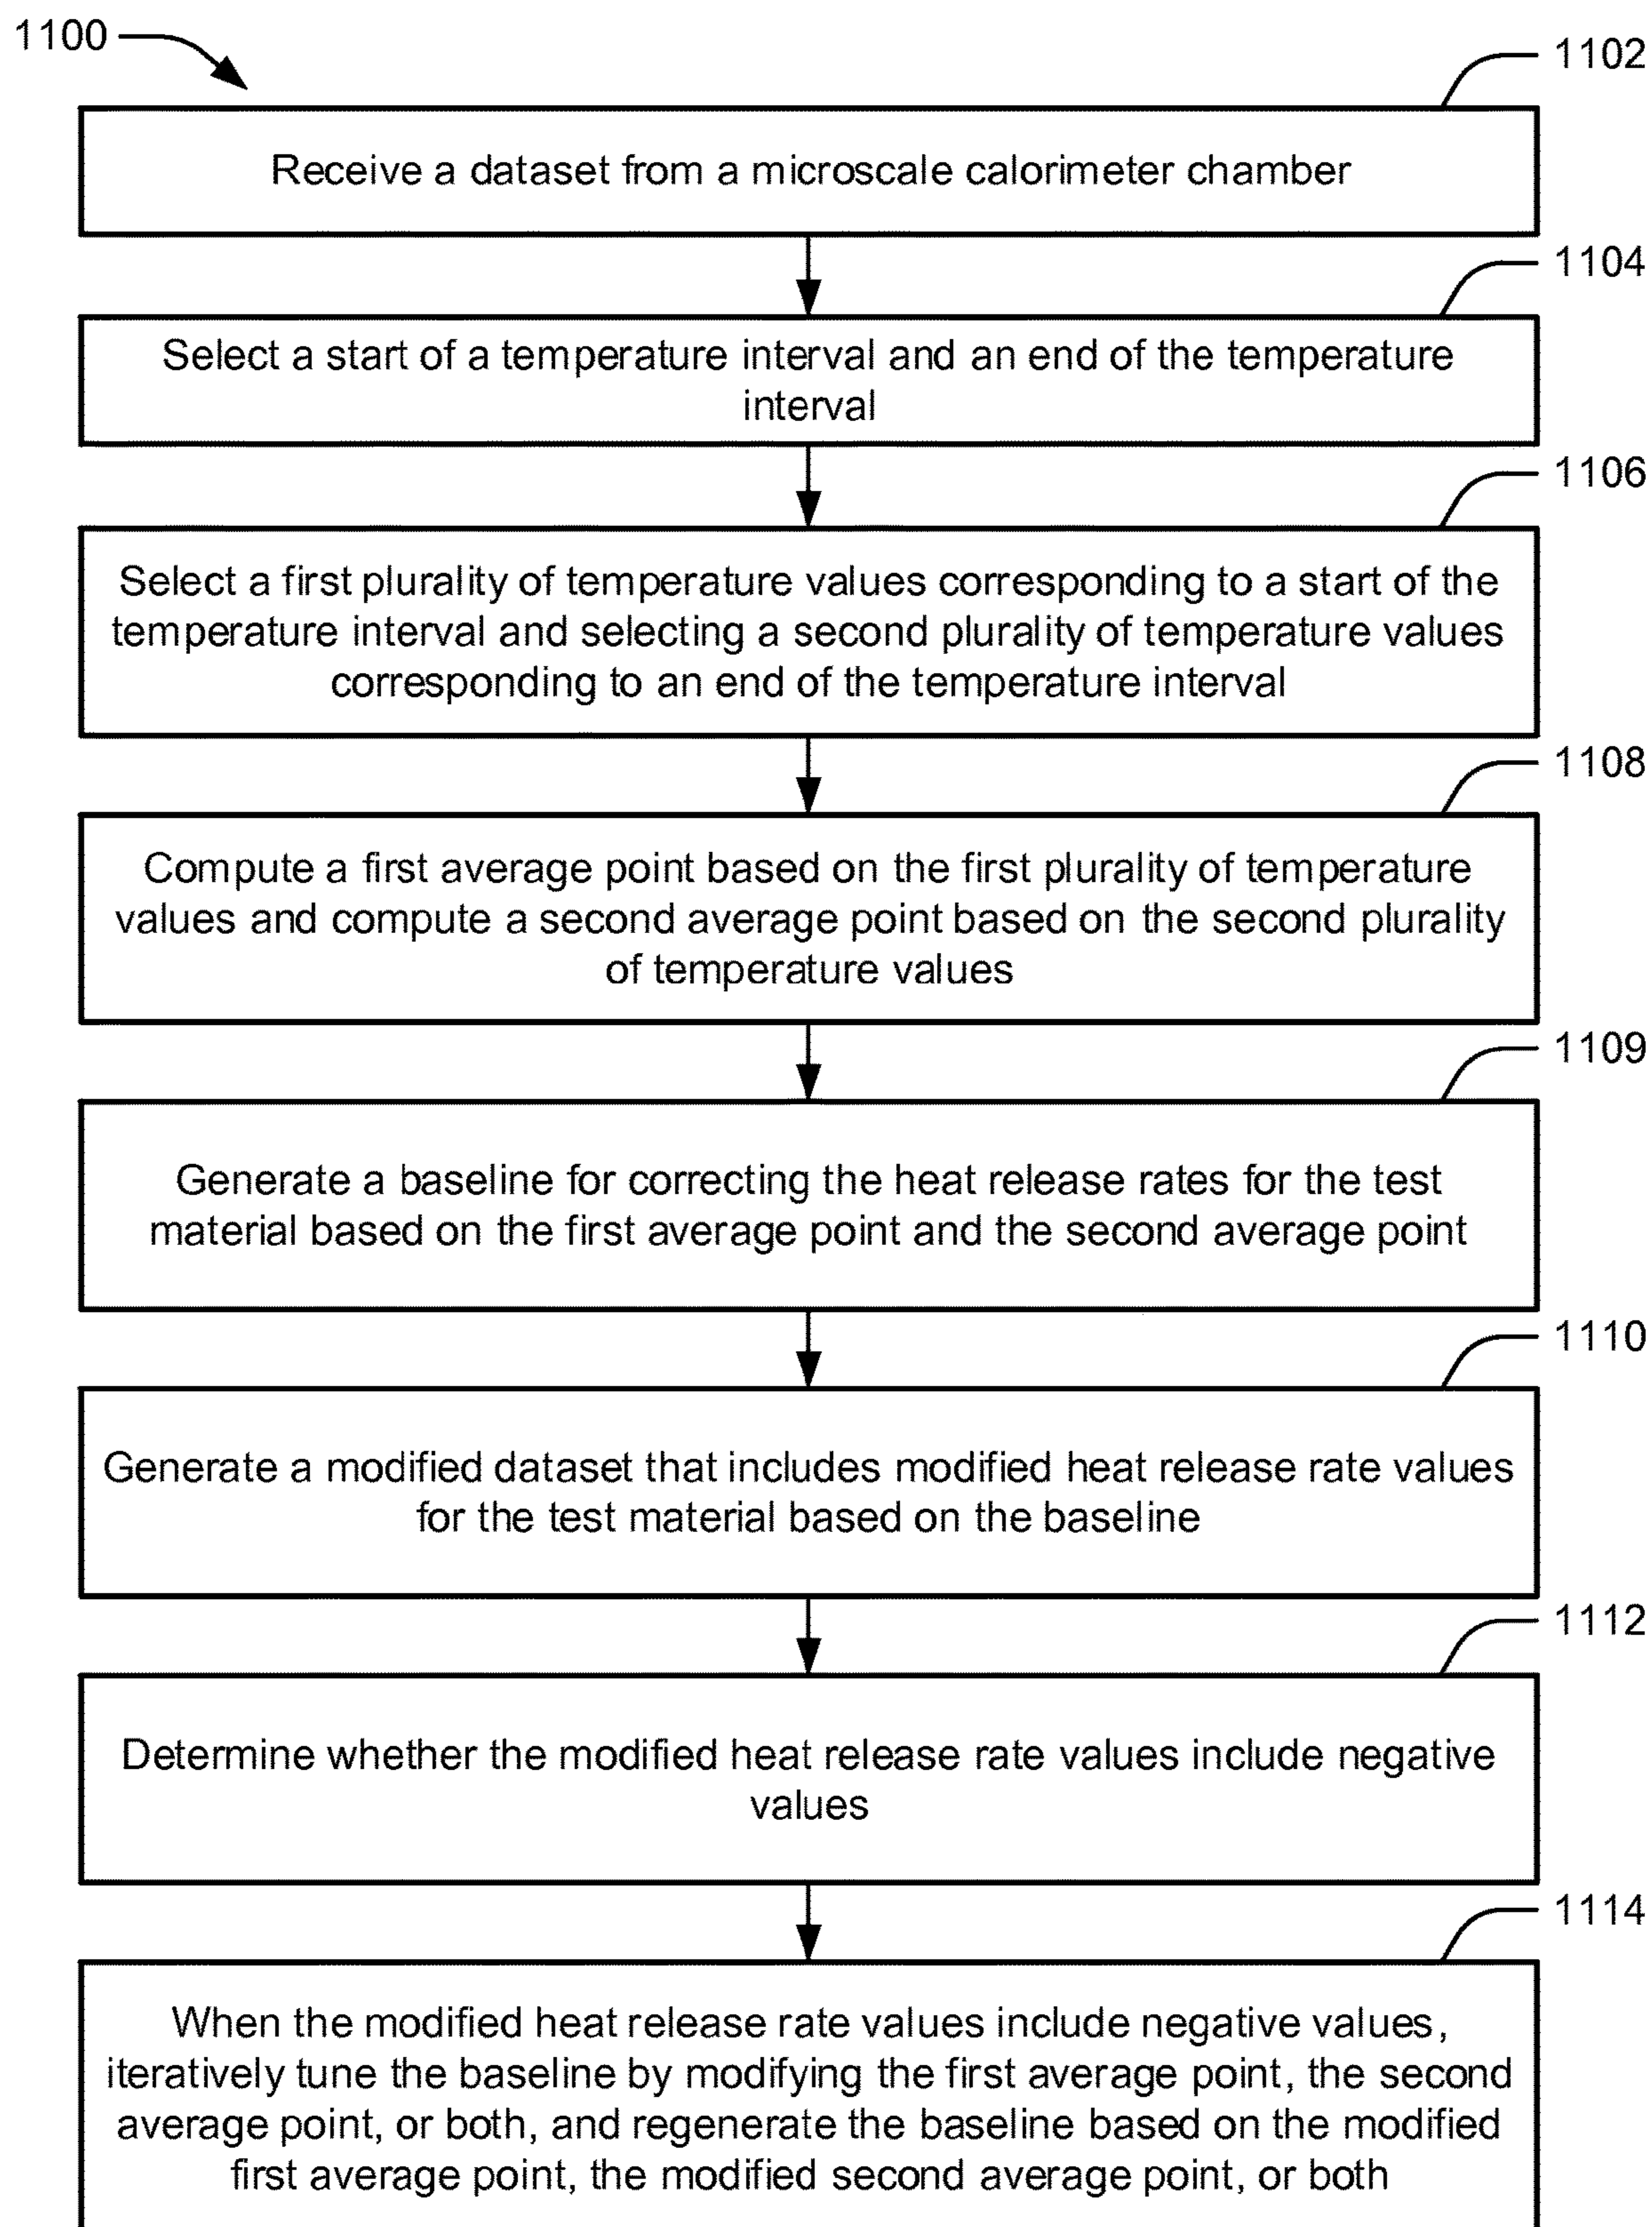 1100
1102
Receive a dataset from a microscale calorimeter chamber
1104
Select a start of a temperature interval and an end of the temperature
interval
1106
Select a first plurality of temperature values corresponding to a start of the
temperature interval and selecting a second plurality of temperature values
corresponding to an end of the temperature interval
1108
Compute a first average point based on the first plurality of temperature
values and compute a second average point based on the second plurality
of temperature values
1109
Generate a baseline for correcting the heat release rates for the test
material based on the first average point and the second average point
1110
Generate a modified dataset that includes modified heat release rate values
for the test material based on the baseline
1112
Determine whether the modified heat release rate values include negative
values
1114
When the modified heat release rate values include negative values,
iteratively tune the baseline by modifying the first average point, the second
average point, or both, and regenerate the baseline based on the modified
first average point, the modified second average point, or both